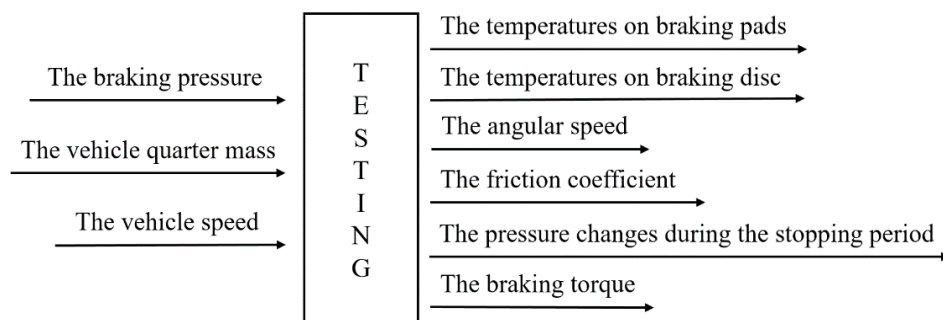 The braking pressure
The vehicle quarter mass
The vehicle speed
TESTING
The temperatures on braking pads
The temperatures on braking disc
The angular speed
The friction coefficient
The pressure changes during the stopping period
The braking torque